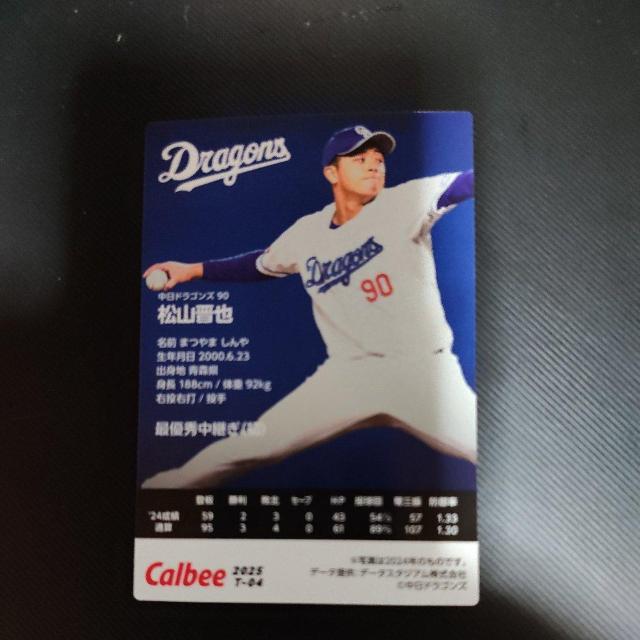 Dragons
Dragons
90
中日ドラゴンズ 90
松山晋也
名前 まつやま しんや
生年月日 2000.6.23
出身地 青森県
身長 188cm / 体重 92kg
右投右打 / 投手
最優秀中継ぎ
登板 勝利 敗北 セーブ HP 投球回 奪三振 防御率
'24成績 59 2 3 0 43 54 57 1.33
通算 95 3 3 0 61 107 1.30
Calbee 2025
T-04
※写真は2024年のものです。
データ提供: データスタジアム株式会社
©中日ドラゴンズ